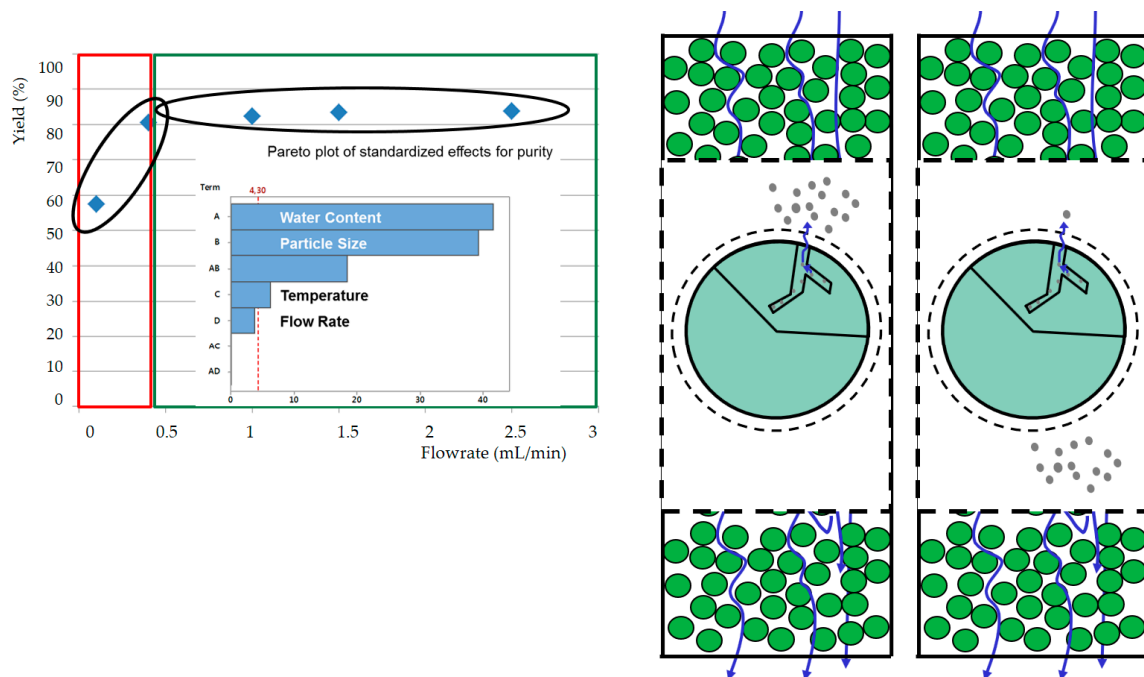 100
90
80
70
60
50
40
30
20
10
0
Yield (%)
0 0.5 1 1.5 2 2.5 3
Flowrate (mL/min)
Pareto plot of standardized effects for purity
Term
4,30
A Water Content
B Particle Size
AB
C Temperature
D Flow Rate
AC
AD
0 10 20 30 40